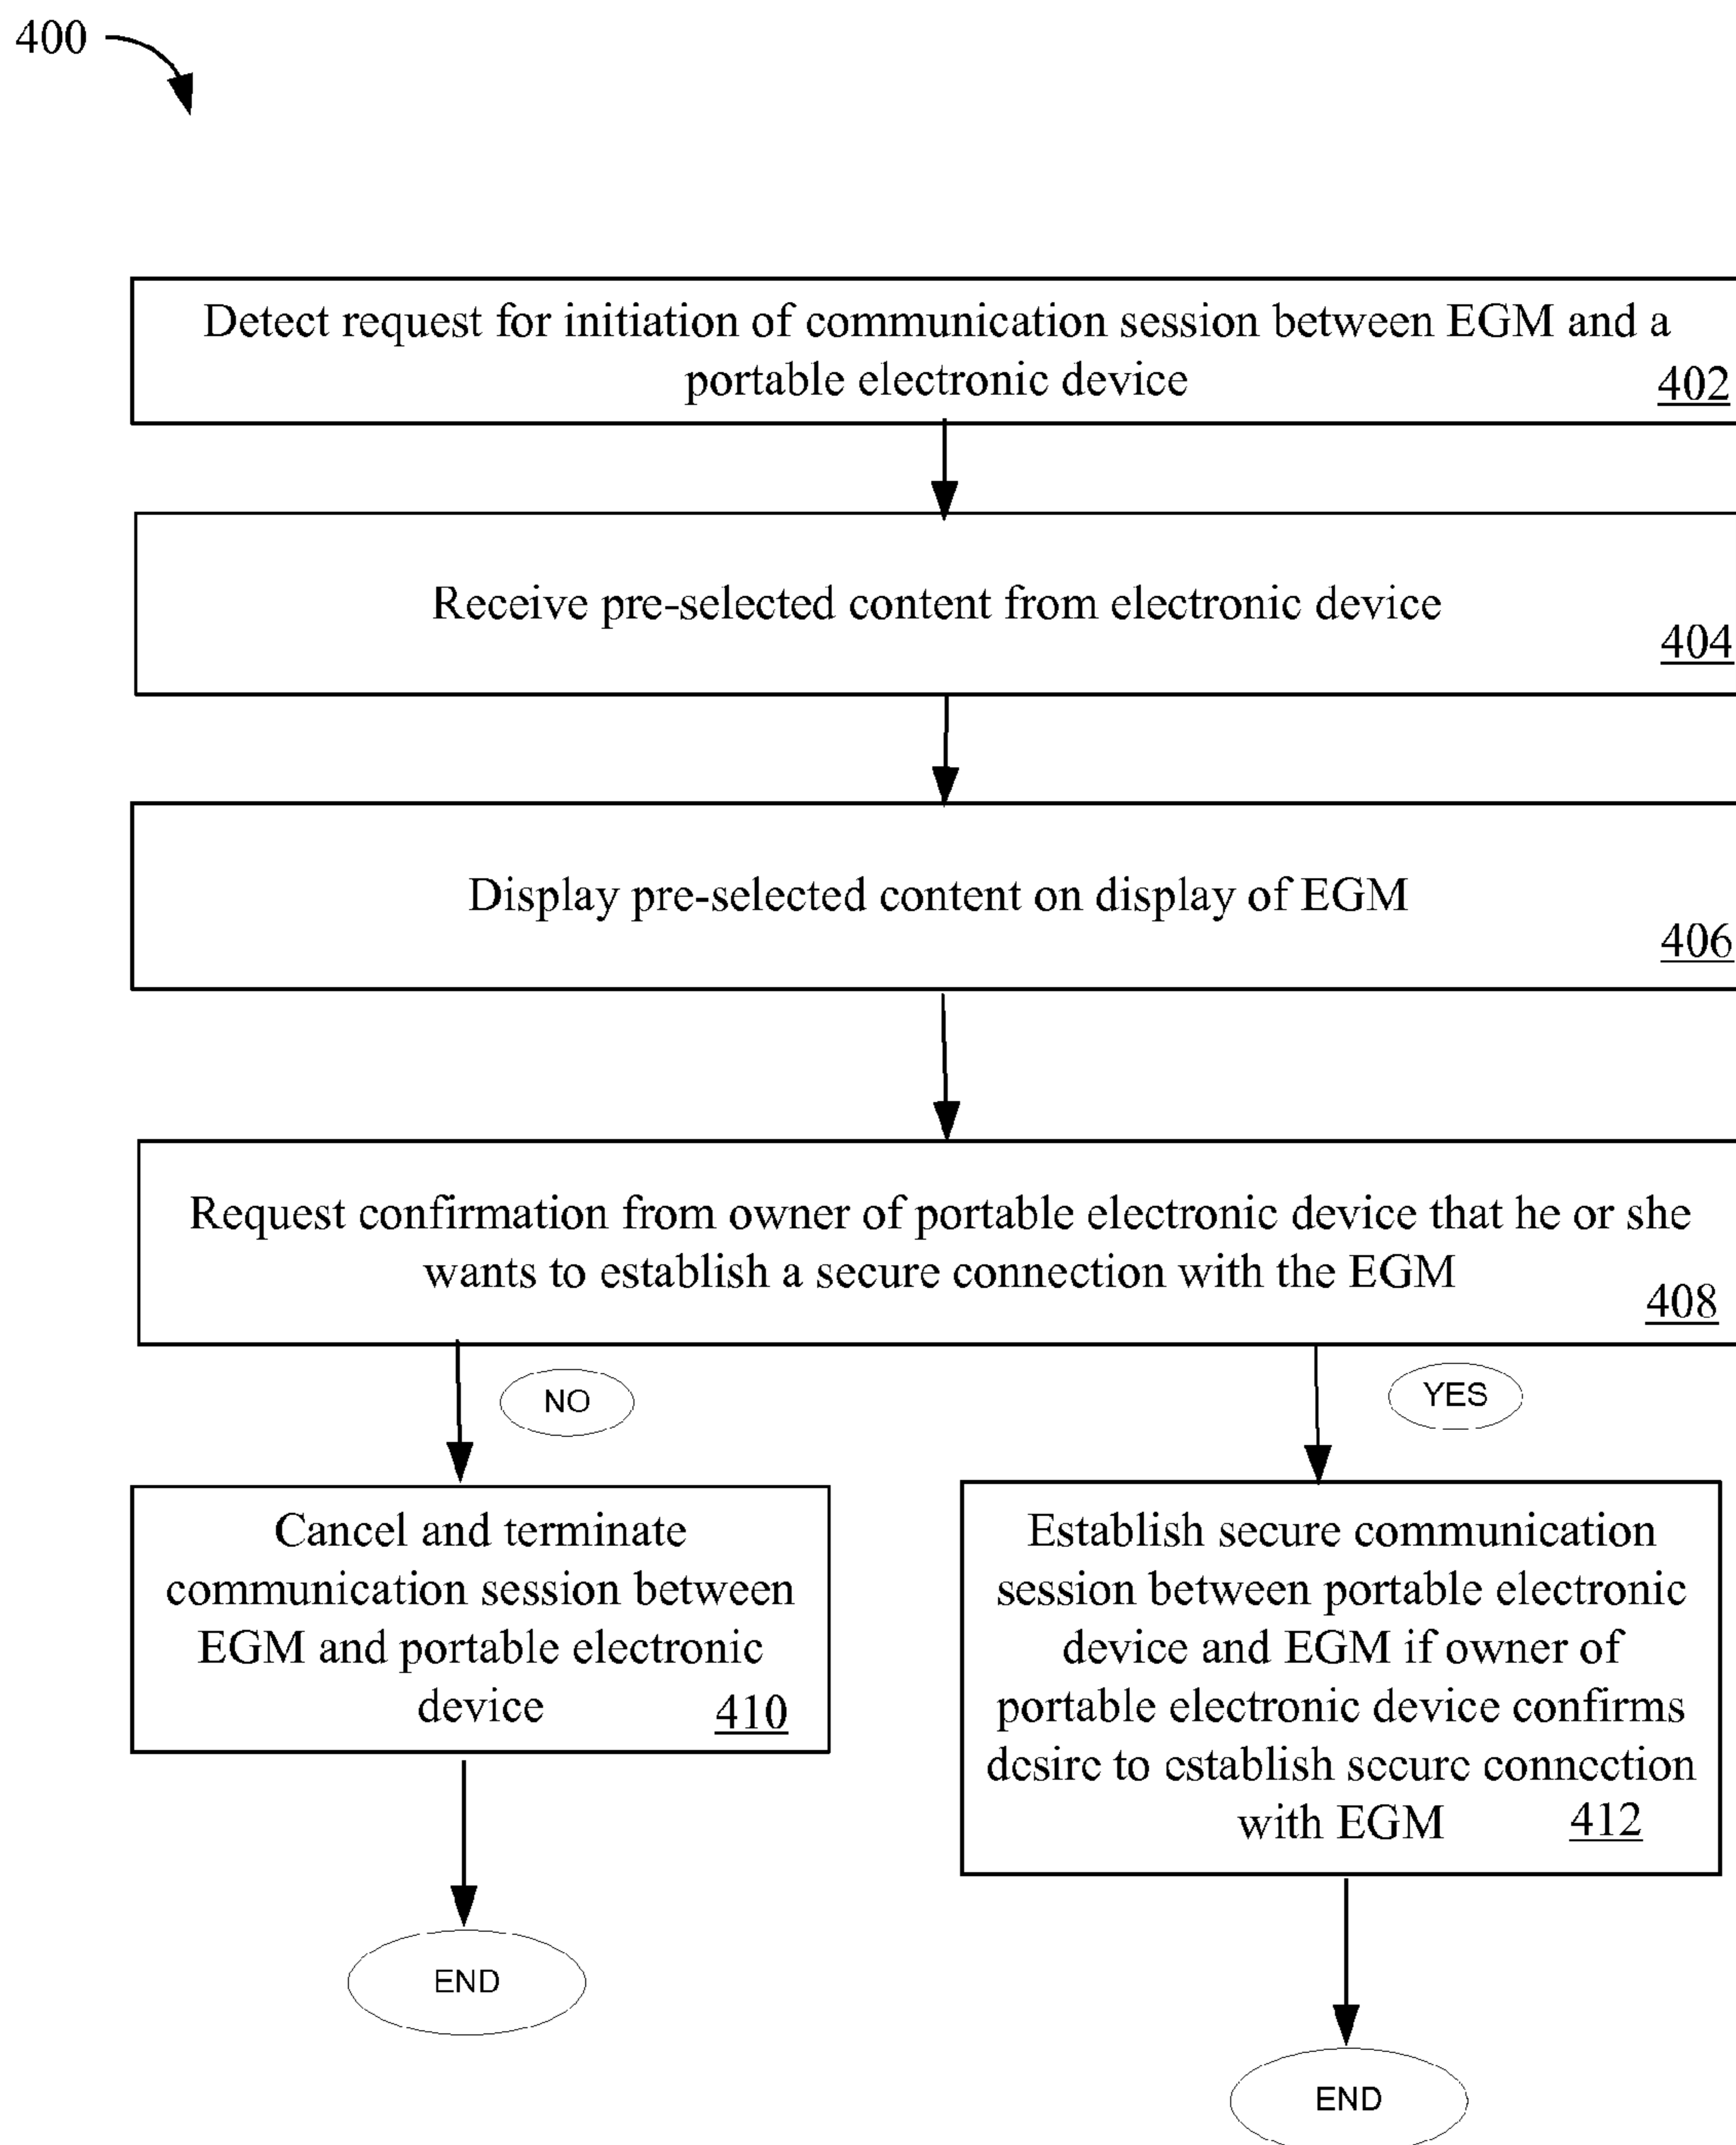 400
Detect request for initiation of communication session between EGM and a
portable electronic device
402
Receive pre-selected content from electronic device
404
Display pre-selected content on display of EGM
406
Request confirmation from owner of portable electronic device that he or she
wants to establish a secure connection with the EGM
408
NO
YES
Cancel and terminate
communication session between
EGM and portable electronic
device 410
Establish secure communication
session between portable electronic
device and EGM if owner of
portable electronic device confirms
desire to establish secure connection
with EGM 412
END
END